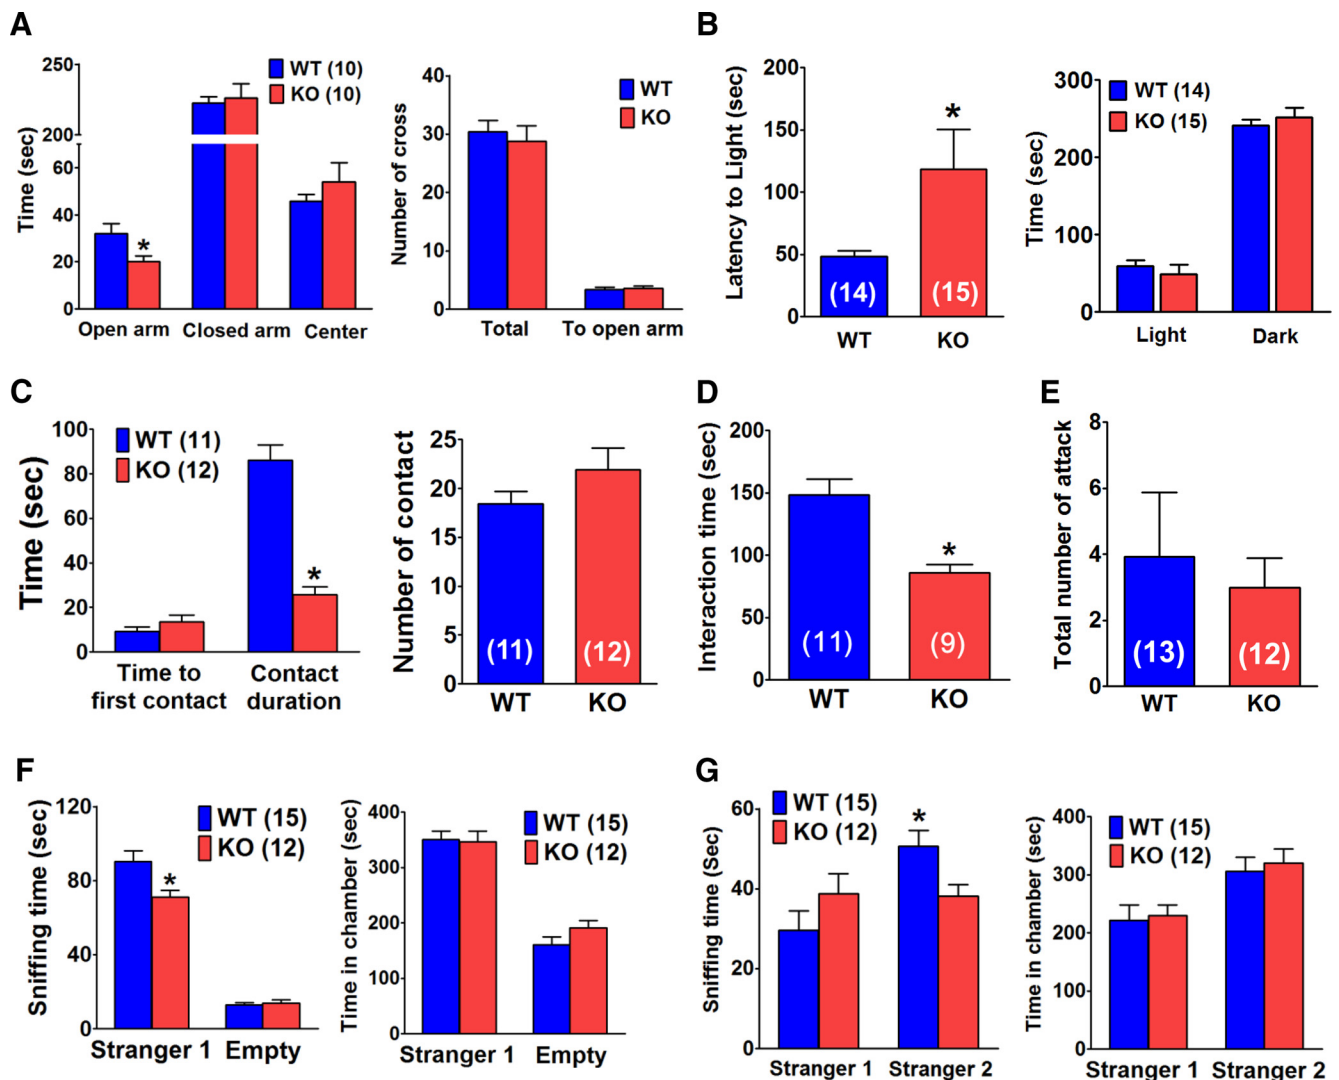 A
Time (sec)
250
200
60
40
20
0
WT (10)
KO (10)
*
Open arm
Closed arm
Center
Number of cross
40
30
20
10
0
WT
KO
Total
To open arm
B
Latency to Light (sec)
200
150
100
50
0
*
(14)
(15)
WT
KO
Time (sec)
300
200
100
0
WT (14)
KO (15)
Light
Dark
C
Time (sec)
100
80
60
40
20
0
WT (11)
KO (12)
*
Time to
first contact
Contact
duration
Number of contact
25
20
15
10
5
0
(11)
(12)
WT
KO
D
Interaction time (sec)
200
150
100
50
0
*
(11)
(9)
WT
KO
E
Total number of attack
8
6
4
2
0
(13)
(12)
WT
KO
F
Sniffing time (sec)
120
80
40
0
WT (15)
KO (12)
*
Stranger 1
Empty
Time in chamber (sec)
400
300
200
100
0
WT (15)
KO (12)
Stranger 1
Empty
G
Sniffing time (Sec)
60
40
20
0
WT (15)
KO (12)
*
Stranger 1
Stranger 2
Time in chamber (sec)
400
300
200
100
0
WT (15)
KO (12)
Stranger 1
Stranger 2